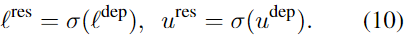 ℓ^res = σ(ℓ^dep), u^res = σ(u^dep). (10)